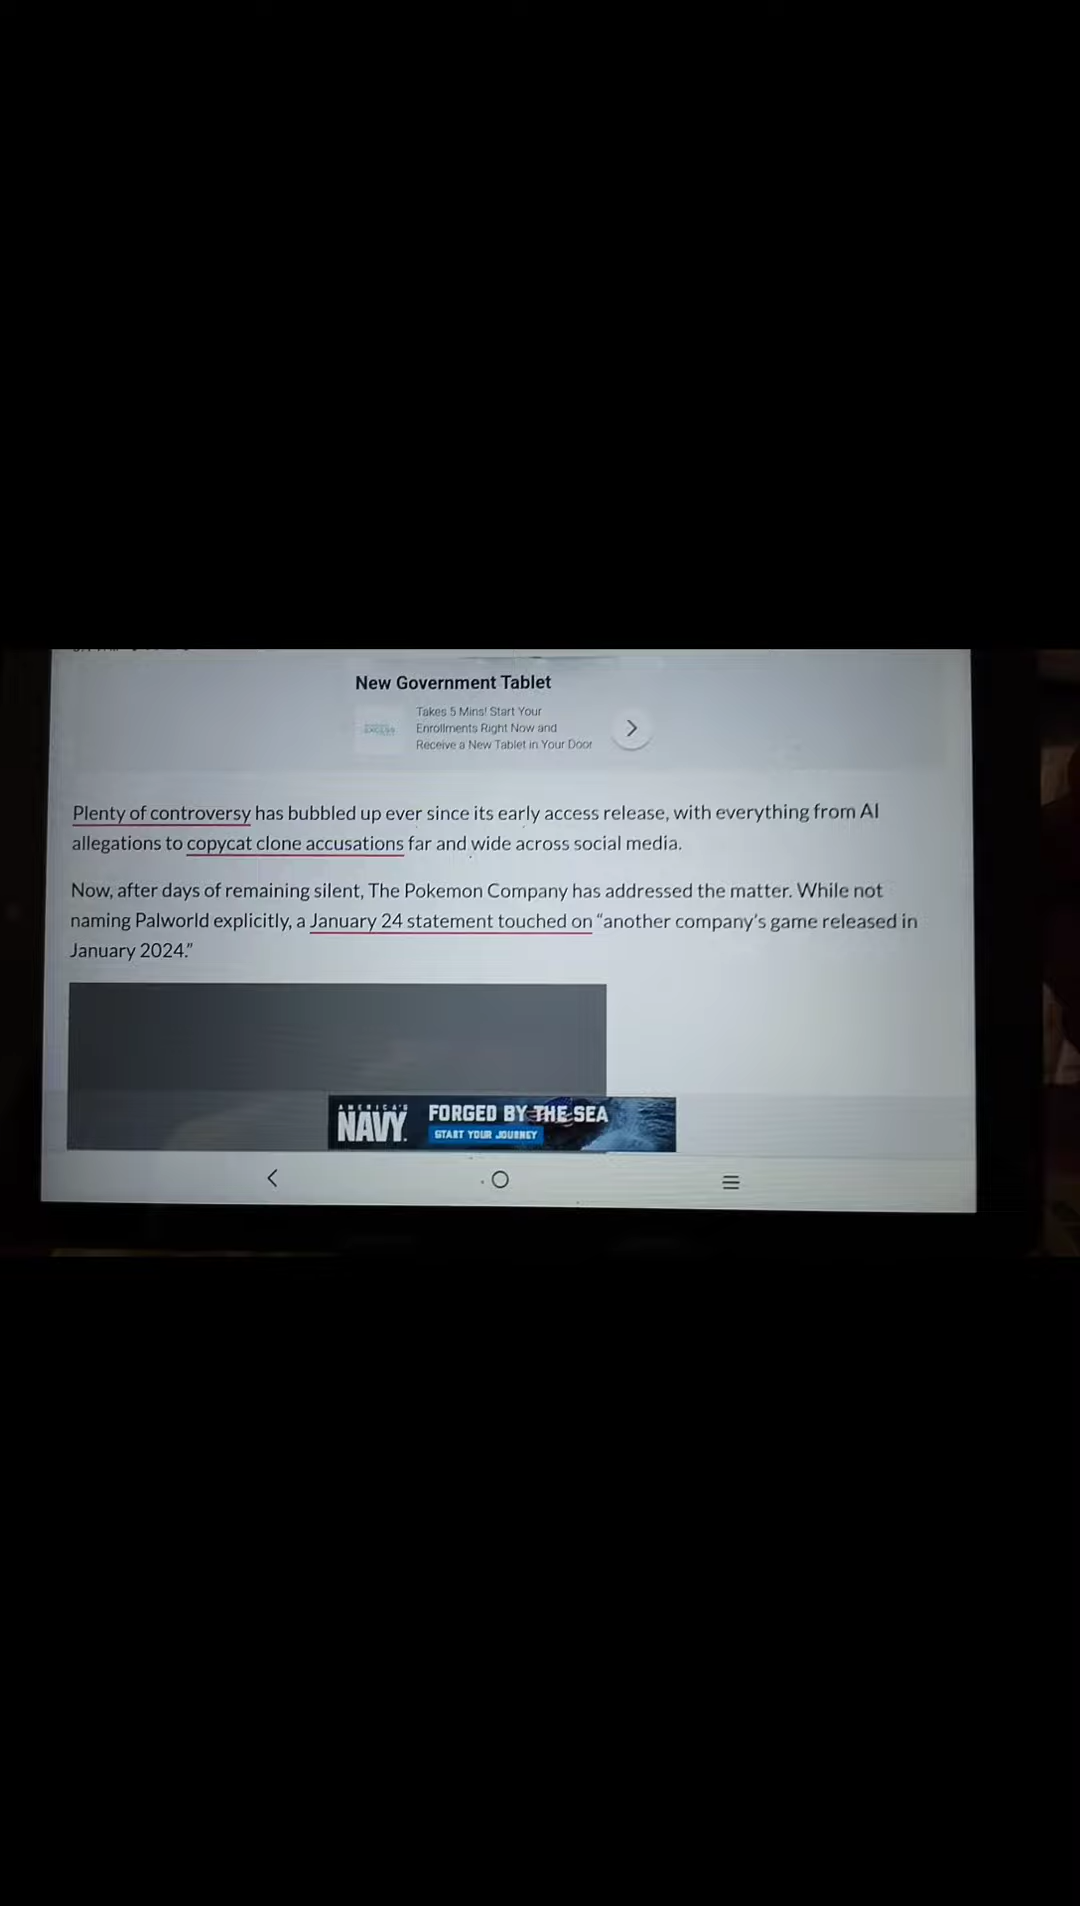 New Government Tablet
Takes 5 Mins! Start Your
Enrollments Right Now and
Receive a New Tablet in Your Door
Plenty of controversy has bubbled up ever since its early access release, with everything from AI
allegations to copycat clone accusations far and wide across social media.
Now, after days of remaining silent, The Pokemon Company has addressed the matter. While not
naming Palworld explicitly, a January 24 statement touched on “another company’s game released in
January 2024.”
AMERICA'S
NAVY.
FORGED BY THE SEA
START YOUR JOURNEY